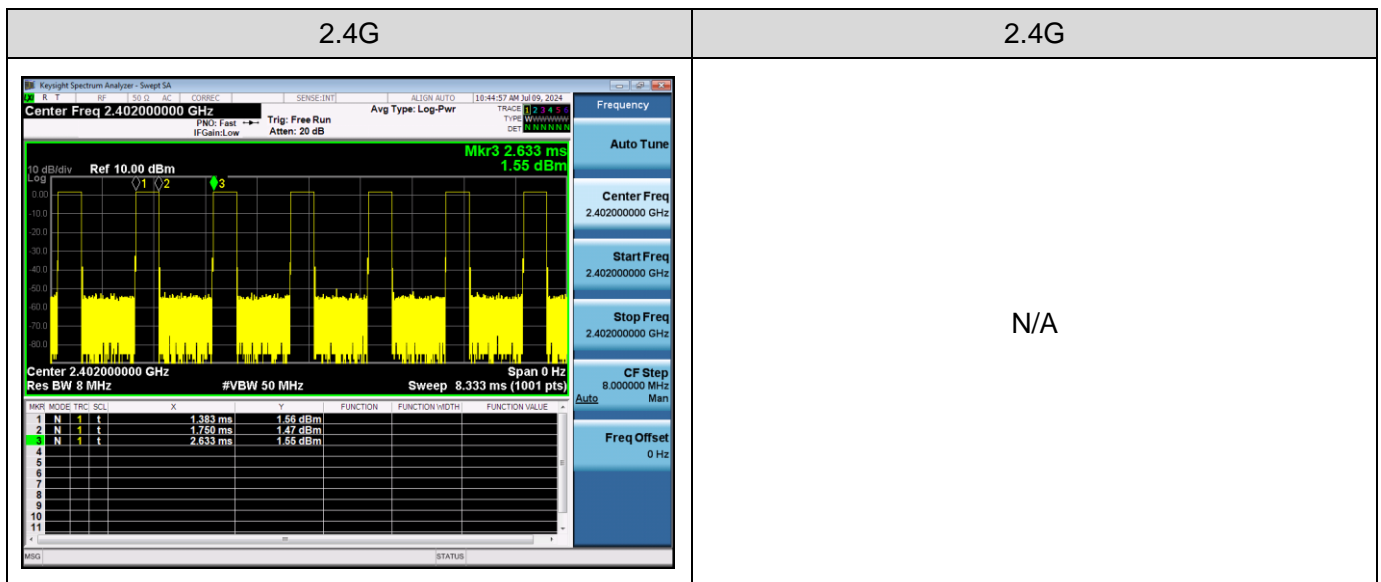 2.4G
2.4G
Keysight Spectrum Analyzer - Swept SA
R T RF 50 Ω AC CORREC SENSE:INT ALIGN AUTO 10:44:57 AM Jul 09, 2024
Center Freq 2.402000000 GHz
PNO: Fast
IFGain:Low
Trig: Free Run
Atten: 20 dB
Avg Type: Log-Pwr
TRACE 1 2 3 4 5 6
TYPE WWWWWW
DET N N N N N N
Mkr3 2.633 ms
1.55 dBm
10 dB/div Ref 10.00 dBm
Log
1 2 3
0.00
-10.0
-20.0
-30.0
-40.0
-50.0
-60.0
-70.0
-80.0
Center 2.402000000 GHz Span 0 Hz
Res BW 8 MHz #VBW 50 MHz Sweep 8.333 ms (1001 pts)
MKR MODE TRC SCL X Y FUNCTION FUNCTION WIDTH FUNCTION VALUE
1 N 1 t 1.383 ms 1.56 dBm
2 N 1 t 1.750 ms 1.47 dBm
3 N 1 t 2.633 ms 1.55 dBm
4
5
6
7
8
9
10
11
MSG STATUS
Frequency
Auto Tune
Center Freq
2.402000000 GHz
Start Freq
2.402000000 GHz
Stop Freq
2.402000000 GHz
CF Step
8.000000 MHz
Auto Man
Freq Offset
0 Hz
N/A